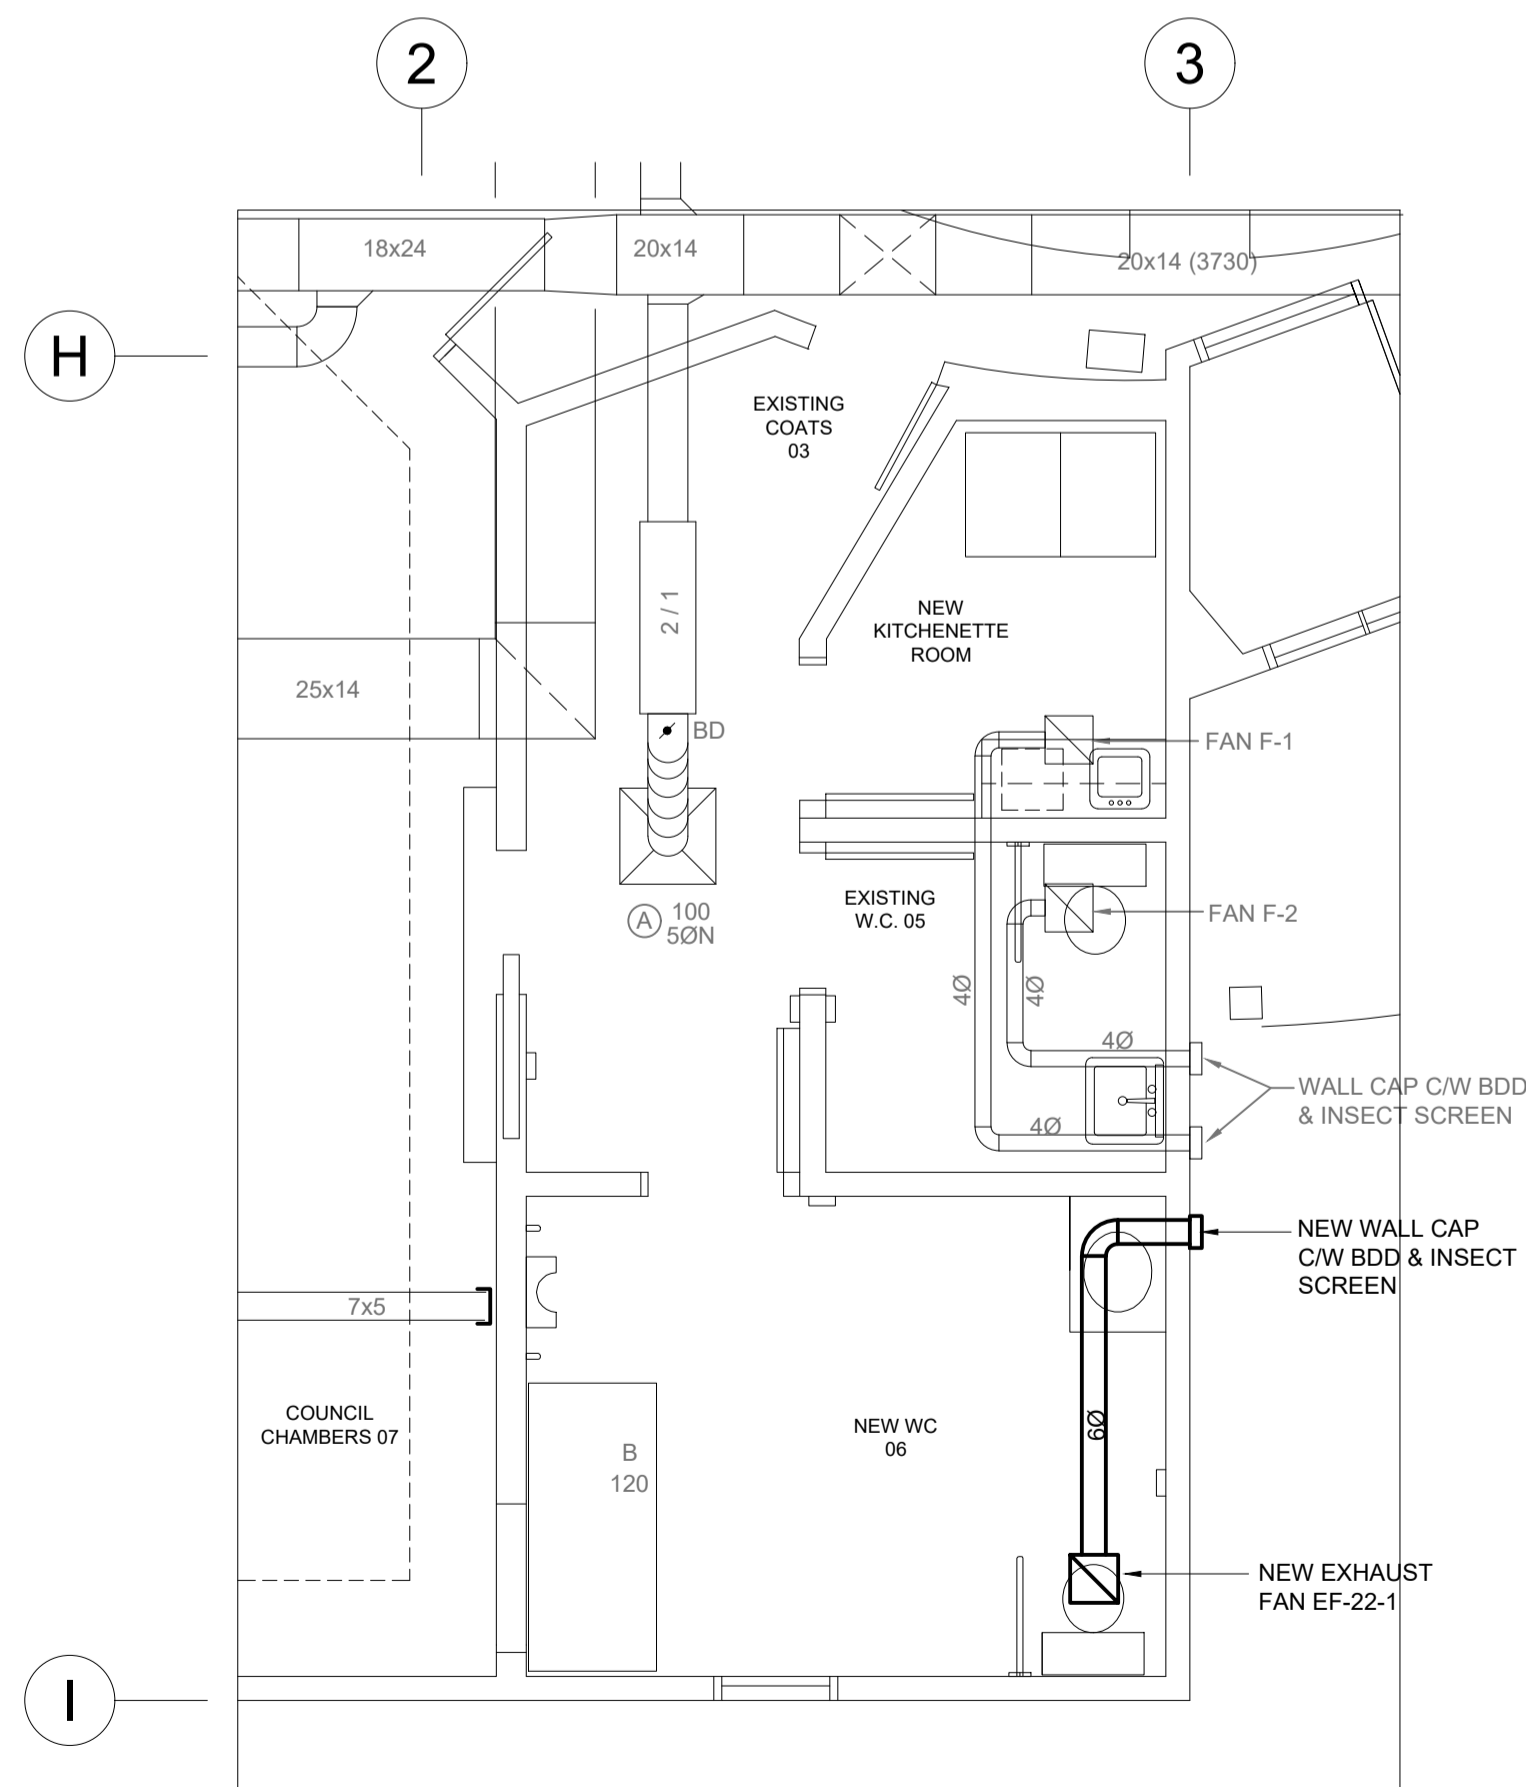 2
3
18x24
20x14
20x14 (3730)
H
EXISTING
COATS
03
2 / 1
NEW
KITCHENETTE
ROOM
25x14
BD
FAN F-1
EXISTING
W.C. 05
A
100
5ØN
FAN F-2
4Ø
4Ø
4Ø
4Ø
WALL CAP C/W BDD
& INSECT SCREEN
NEW WALL CAP
C/W BDD & INSECT
SCREEN
7x5
COUNCIL
CHAMBERS 07
NEW WC
06
6Ø
B
120
NEW EXHAUST
FAN EF-22-1
I